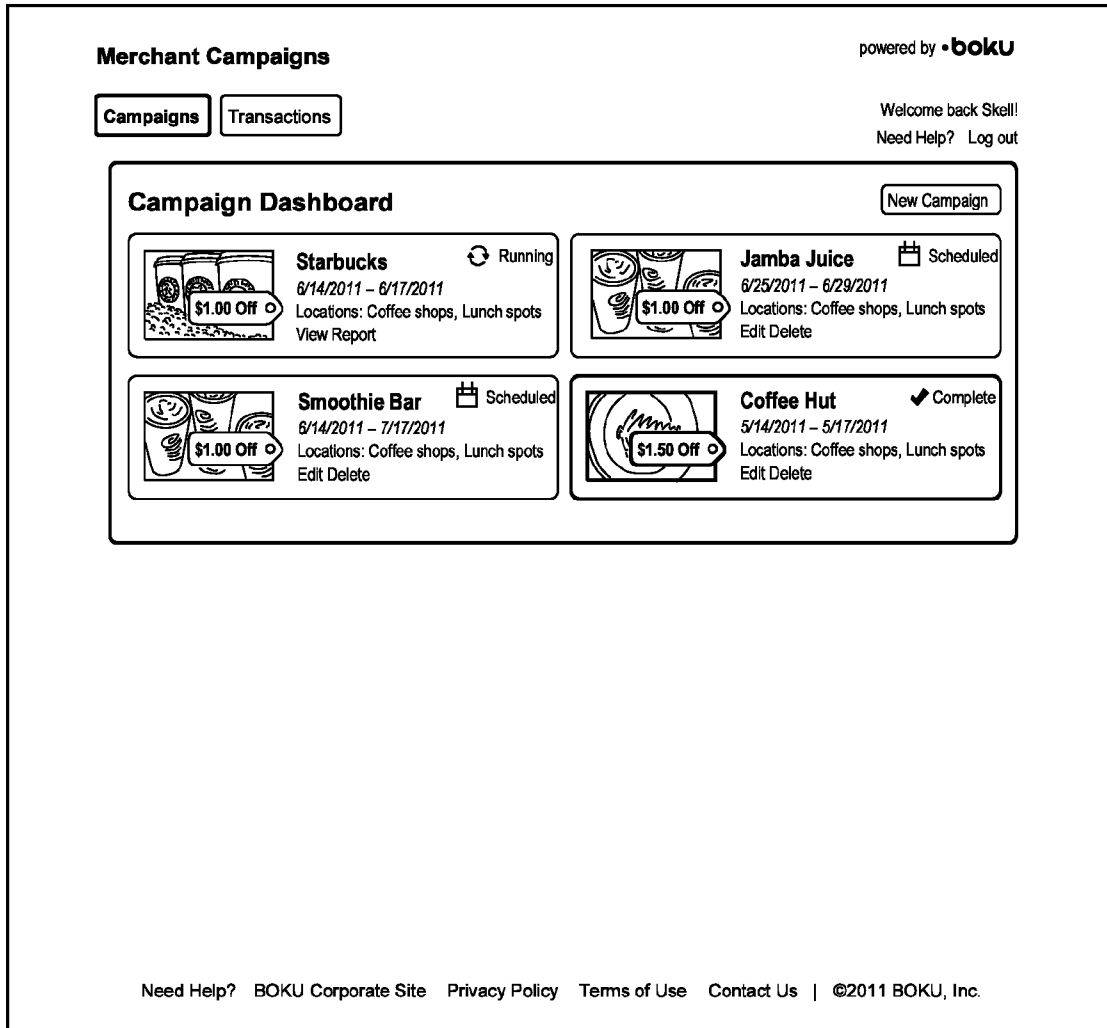 Merchant Campaigns
powered by •boku
Campaigns
Transactions
Welcome back Skell!
Need Help? Log out
Campaign Dashboard
New Campaign
$1.00 Off
Starbucks
Running
6/14/2011 – 6/17/2011
Locations: Coffee shops, Lunch spots
View Report
$1.00 Off
Jamba Juice
Scheduled
6/25/2011 – 6/29/2011
Locations: Coffee shops, Lunch spots
Edit Delete
$1.00 Off
Smoothie Bar
Scheduled
6/14/2011 – 7/17/2011
Locations: Coffee shops, Lunch spots
Edit Delete
$1.50 Off
Coffee Hut
Complete
5/14/2011 – 5/17/2011
Locations: Coffee shops, Lunch spots
Edit Delete
Need Help? BOKU Corporate Site Privacy Policy Terms of Use Contact Us | ©2011 BOKU, Inc.